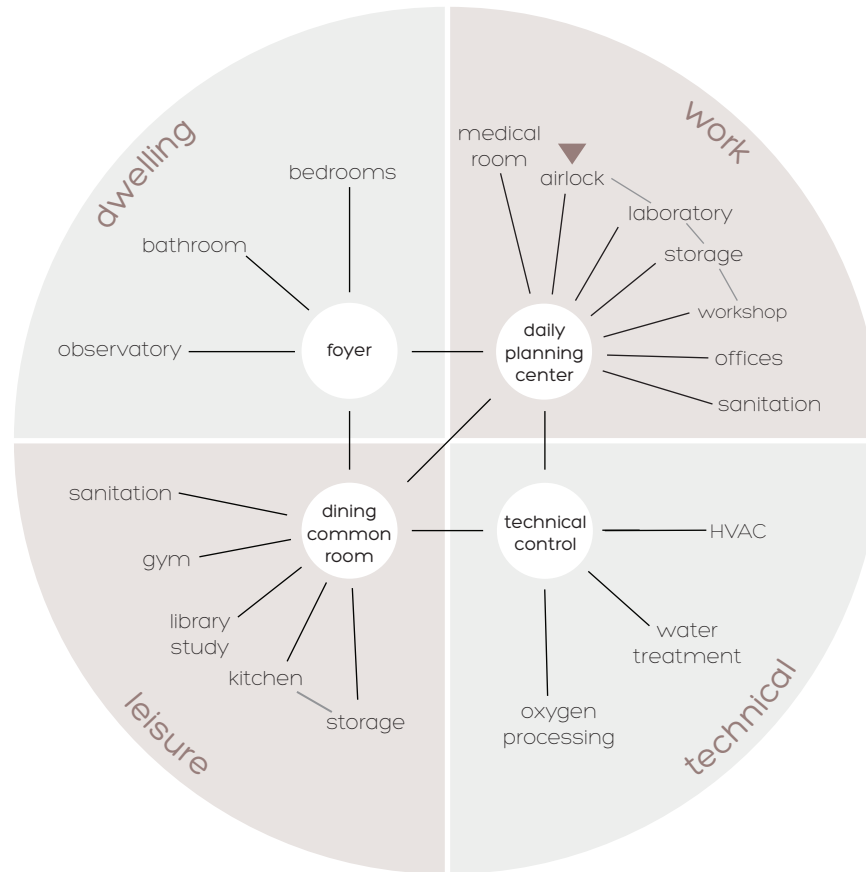 dwelling
bedrooms
bathroom
observatory
foyer
work
medical
room
airlock
laboratory
storage
workshop
offices
sanitation
daily
planning
center
leisure
sanitation
gym
library
study
kitchen
storage
dining
common
room
technical
technical
control
HVAC
water
treatment
oxygen
processing